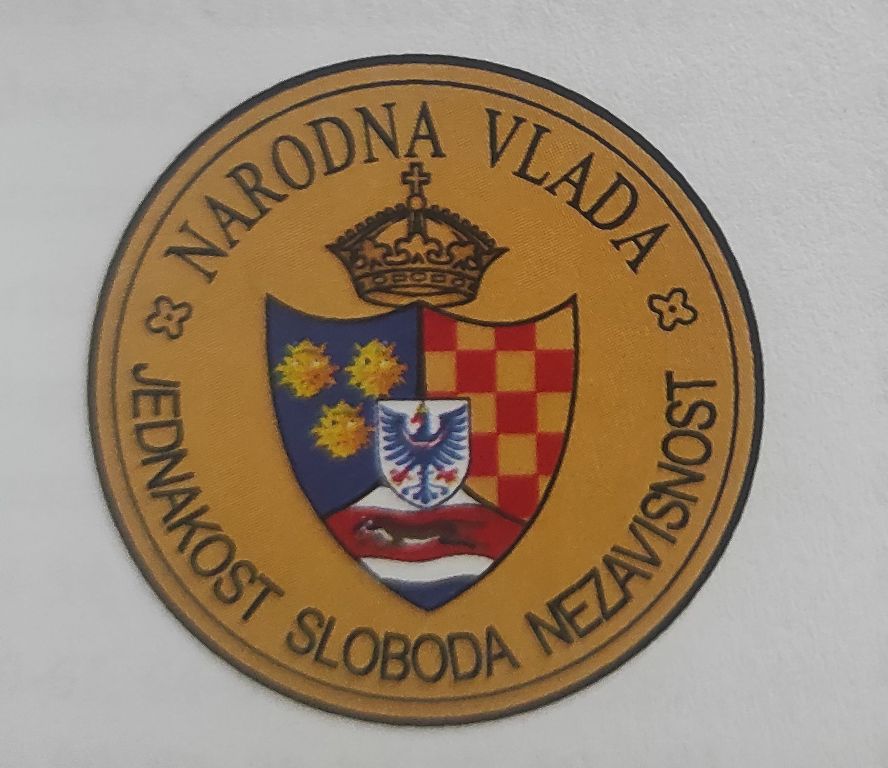 NARODNA VLADA
JEDNAKOST SLOBODA NEZAVISNOST